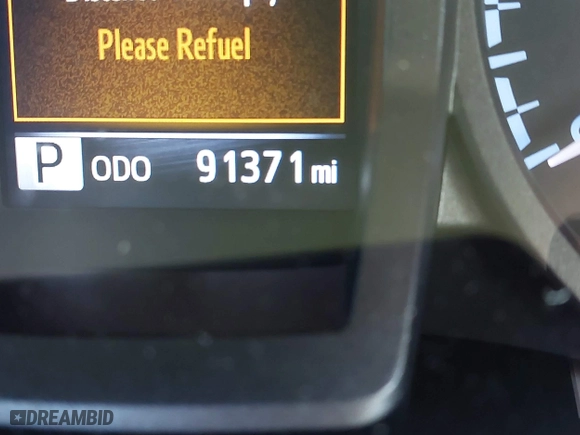 Please Refuel
P ODO 91371 mi
DREAMBID